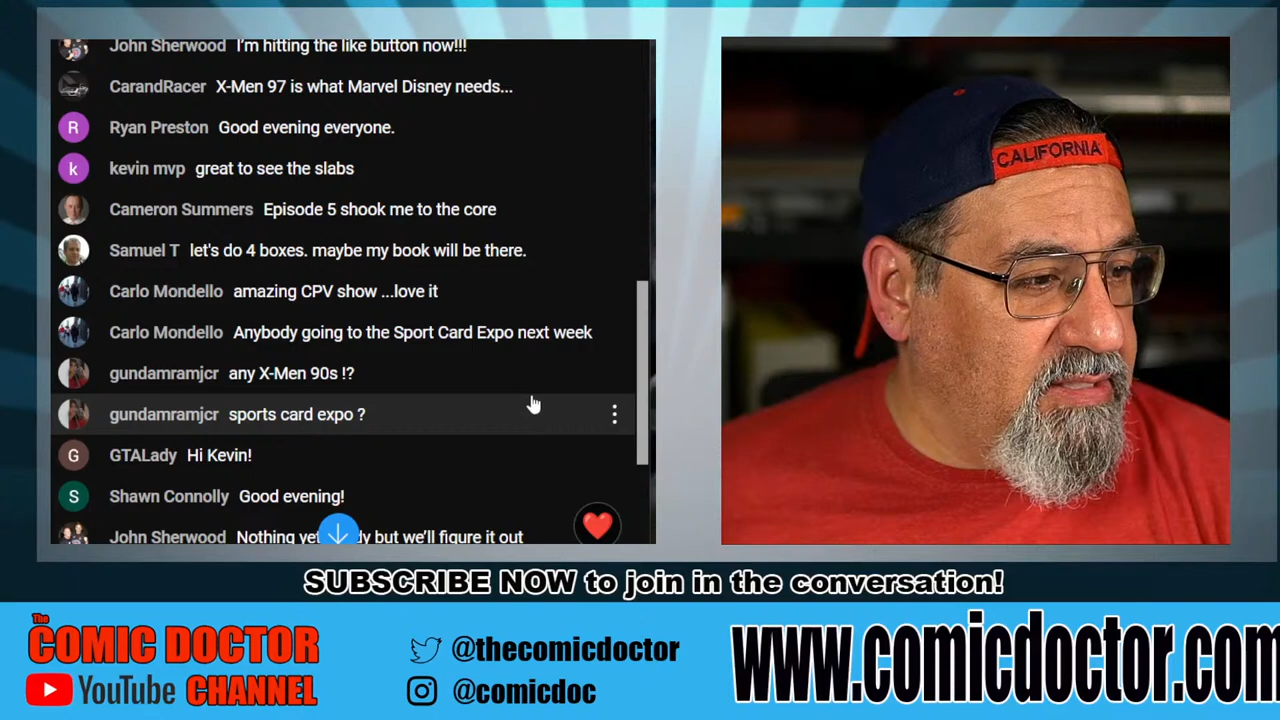 John Sherwood I'm hitting the like button now!!!
CarandRacer X-Men 97 is what Marvel Disney needs...
R Ryan Preston Good evening everyone.
k kevin mvp great to see the slabs
Cameron Summers Episode 5 shook me to the core
Samuel T let's do 4 boxes. maybe my book will be there.
Carlo Mondello amazing CPV show ...love it
Carlo Mondello Anybody going to the Sport Card Expo next week
gundamramjcr any X-Men 90s !?
gundamramjcr sports card expo ?
G GTALady Hi Kevin!
S Shawn Connolly Good evening!
John Sherwood Nothing yet dy but we'll figure it out
CALIFORNIA
SUBSCRIBE NOW to join in the conversation!
The
COMIC DOCTOR
YouTube CHANNEL
@thecomicdoctor
@comicdoc
www.comicdoctor.com